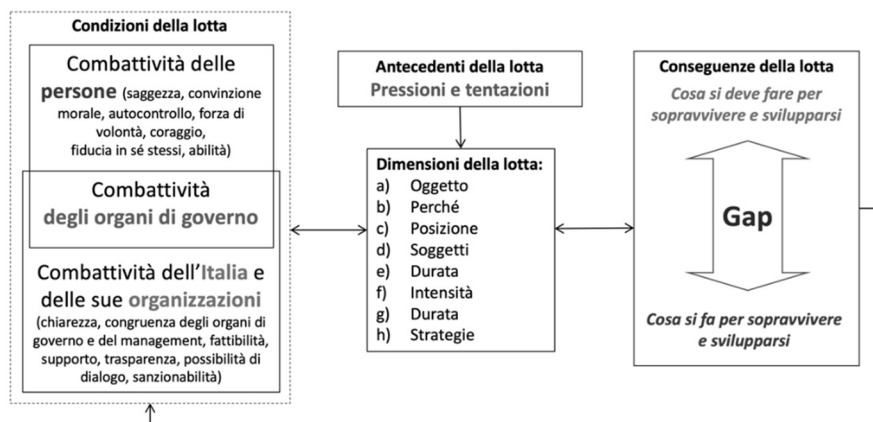 Condizioni della lotta
Combattività delle
persone (saggezza, convinzione
morale, autocontrollo, forza di
volontà, coraggio,
fiducia in sé stessi, abilità)
Combattività
degli organi di governo
Combattività dell'Italia e
delle sue organizzazioni
(chiarezza, congruenza degli organi di
governo e del management, fattibilità,
supporto, trasparenza, possibilità di
dialogo, sanzionabilità)
Antecedenti della lotta
Pressioni e tentazioni
Dimensioni della lotta:
a) Oggetto
b) Perché
c) Posizione
d) Soggetti
e) Durata
f) Intensità
g) Durata
h) Strategie
Conseguenze della lotta
Cosa si deve fare per
sopravvivere e svilupparsi
Gap
Cosa si fa per sopravvivere
e svilupparsi